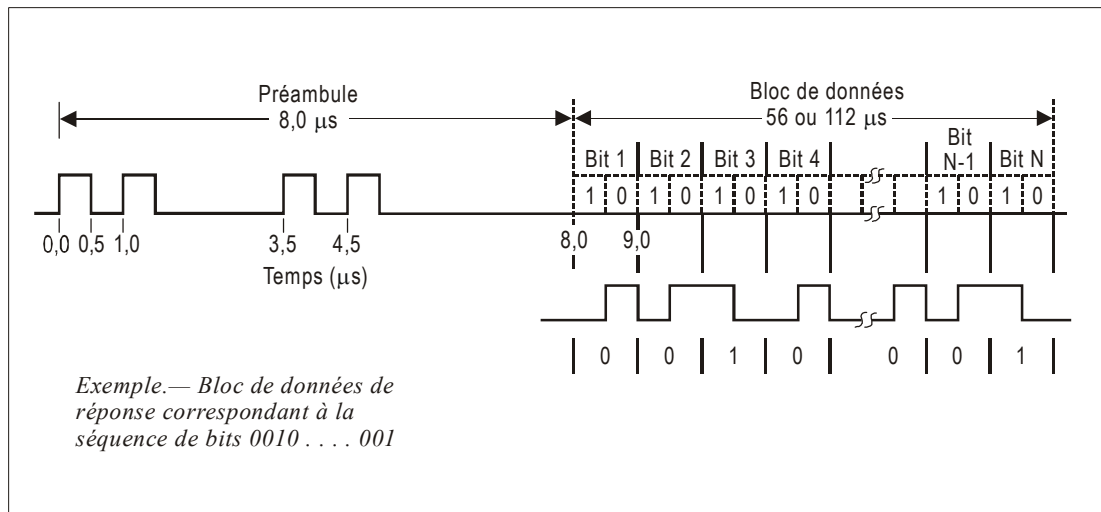 Préambule
8,0 µs
Bloc de données
56 ou 112 µs
Bit 1 Bit 2 Bit 3 Bit 4 Bit N-1 Bit N
1 0 1 0 1 0 1 0 1 0 1 0
0,0 0,5 1,0 3,5 4,5 8,0 9,0
Temps (µs)
0 0 1 0 0 0 1
Exemple.— Bloc de données de
réponse correspondant à la
séquence de bits 0010 . . . . 001